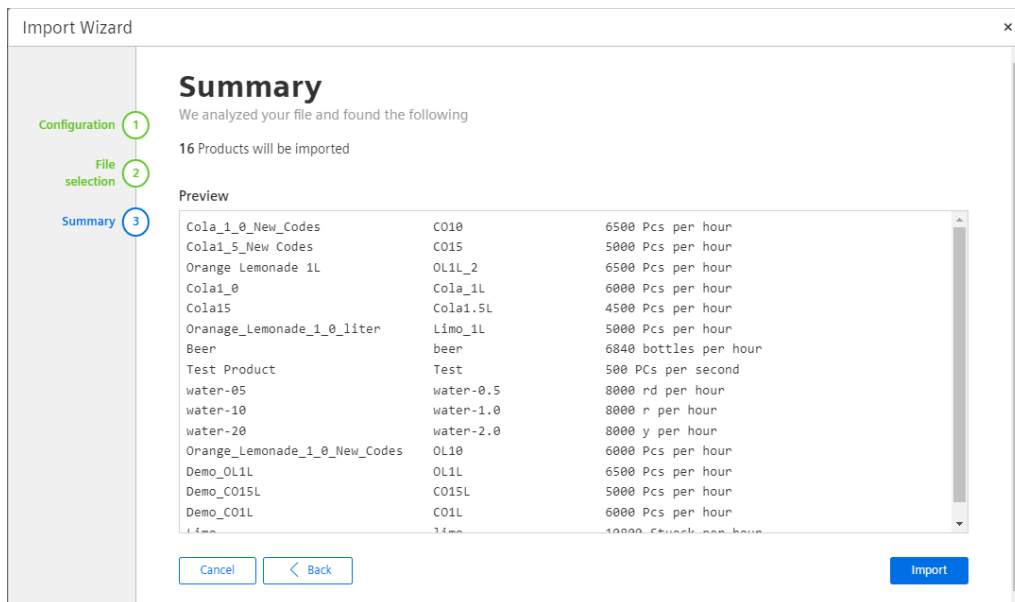 Import Wizard ×
Summary
We analyzed your file and found the following
Configuration 1
16 Products will be imported
File
selection 2
Preview
Summary 3
Cola_1_0_New_Codes CO10 6500 Pcs per hour
Cola1_5_New Codes CO15 5000 Pcs per hour
Orange Lemonade 1L OL1L_2 6500 Pcs per hour
Cola1_0 Cola_1L 6000 Pcs per hour
Cola15 Cola1.5L 4500 Pcs per hour
Oranage_Lemonade_1_0_liter Limo_1L 5000 Pcs per hour
Beer beer 6840 bottles per hour
Test Product Test 500 PCs per second
water-05 water-0.5 8000 rd per hour
water-10 water-1.0 8000 r per hour
water-20 water-2.0 8000 y per hour
Orange_Lemonade_1_0_New_Codes OL10 6000 Pcs per hour
Demo_OL1L OL1L 6500 Pcs per hour
Demo_CO15L CO15L 5000 Pcs per hour
Demo_CO1L CO1L 6000 Pcs per hour
Limo limo 10800 Stueck per hour
Cancel < Back Import